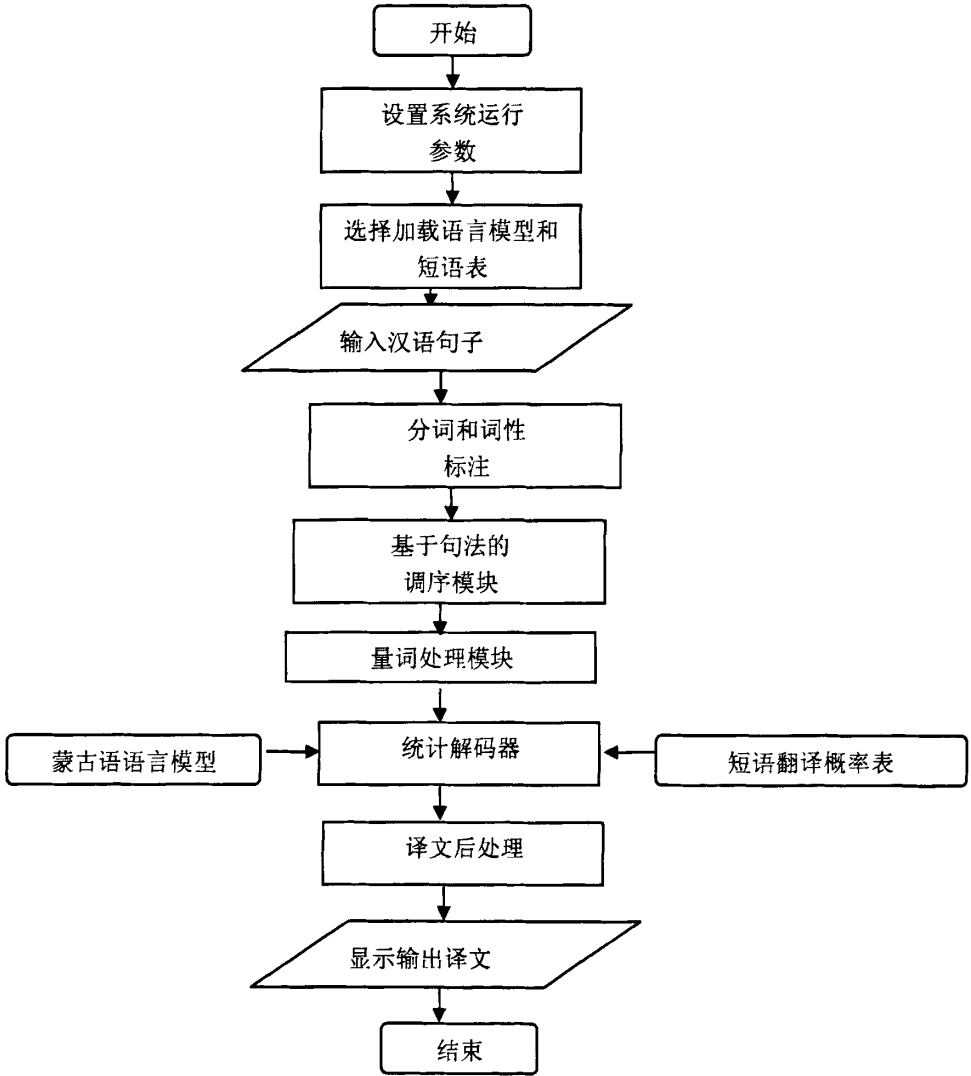 开始
设置系统运行
参数
选择加载语言模型和
短语表
输入汉语句子
分词和词性
标注
基于句法的
调序模块
量词处理模块
蒙古语语言模型
统计解码器
短语翻译概率表
译文后处理
显示输出译文
结束